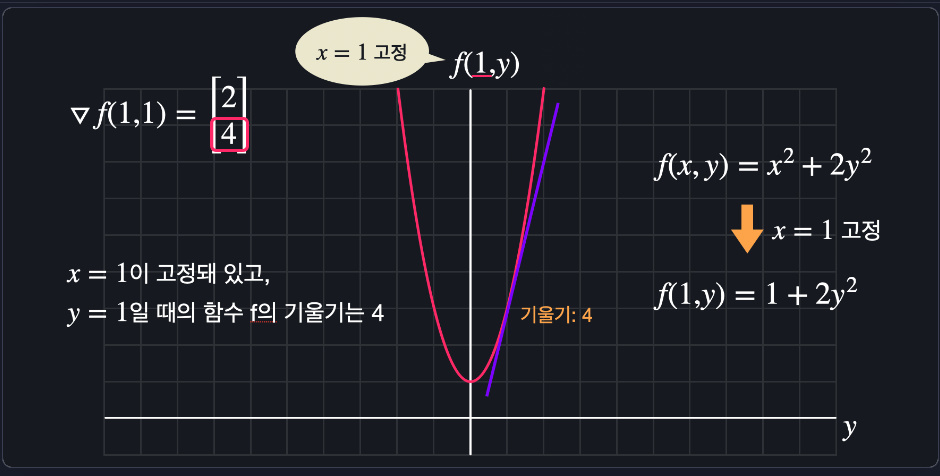 x = 1 고정
f(1,y)
▽ f(1,1) = [2
4]
f(x, y) = x² + 2y²
x = 1 고정
f(1,y) = 1 + 2y²
x = 1이 고정돼 있고,
y = 1일 때의 함수 f의 기울기는 4
기울기: 4
y